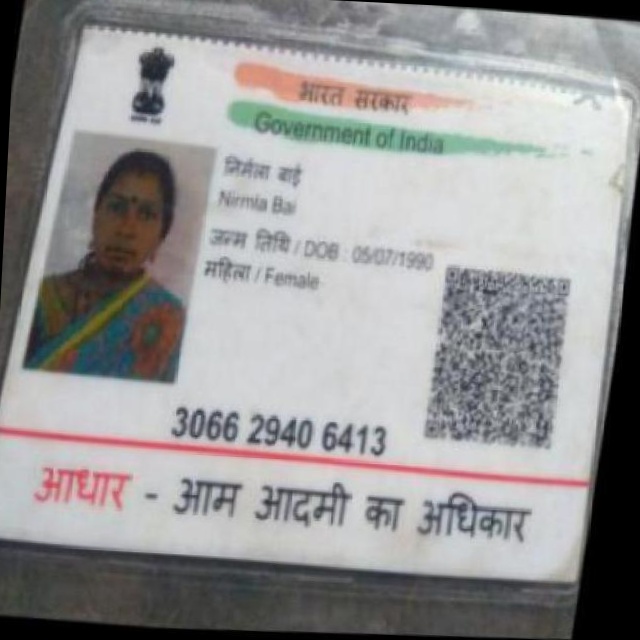 भारत सरकार
Government of India
निर्मला बाई
Nirmla Bai
जन्म तिथि / DOB : 05/07/1990
महिला / Female
3066 2940 6413
आधार - आम आदमी का अधिकार